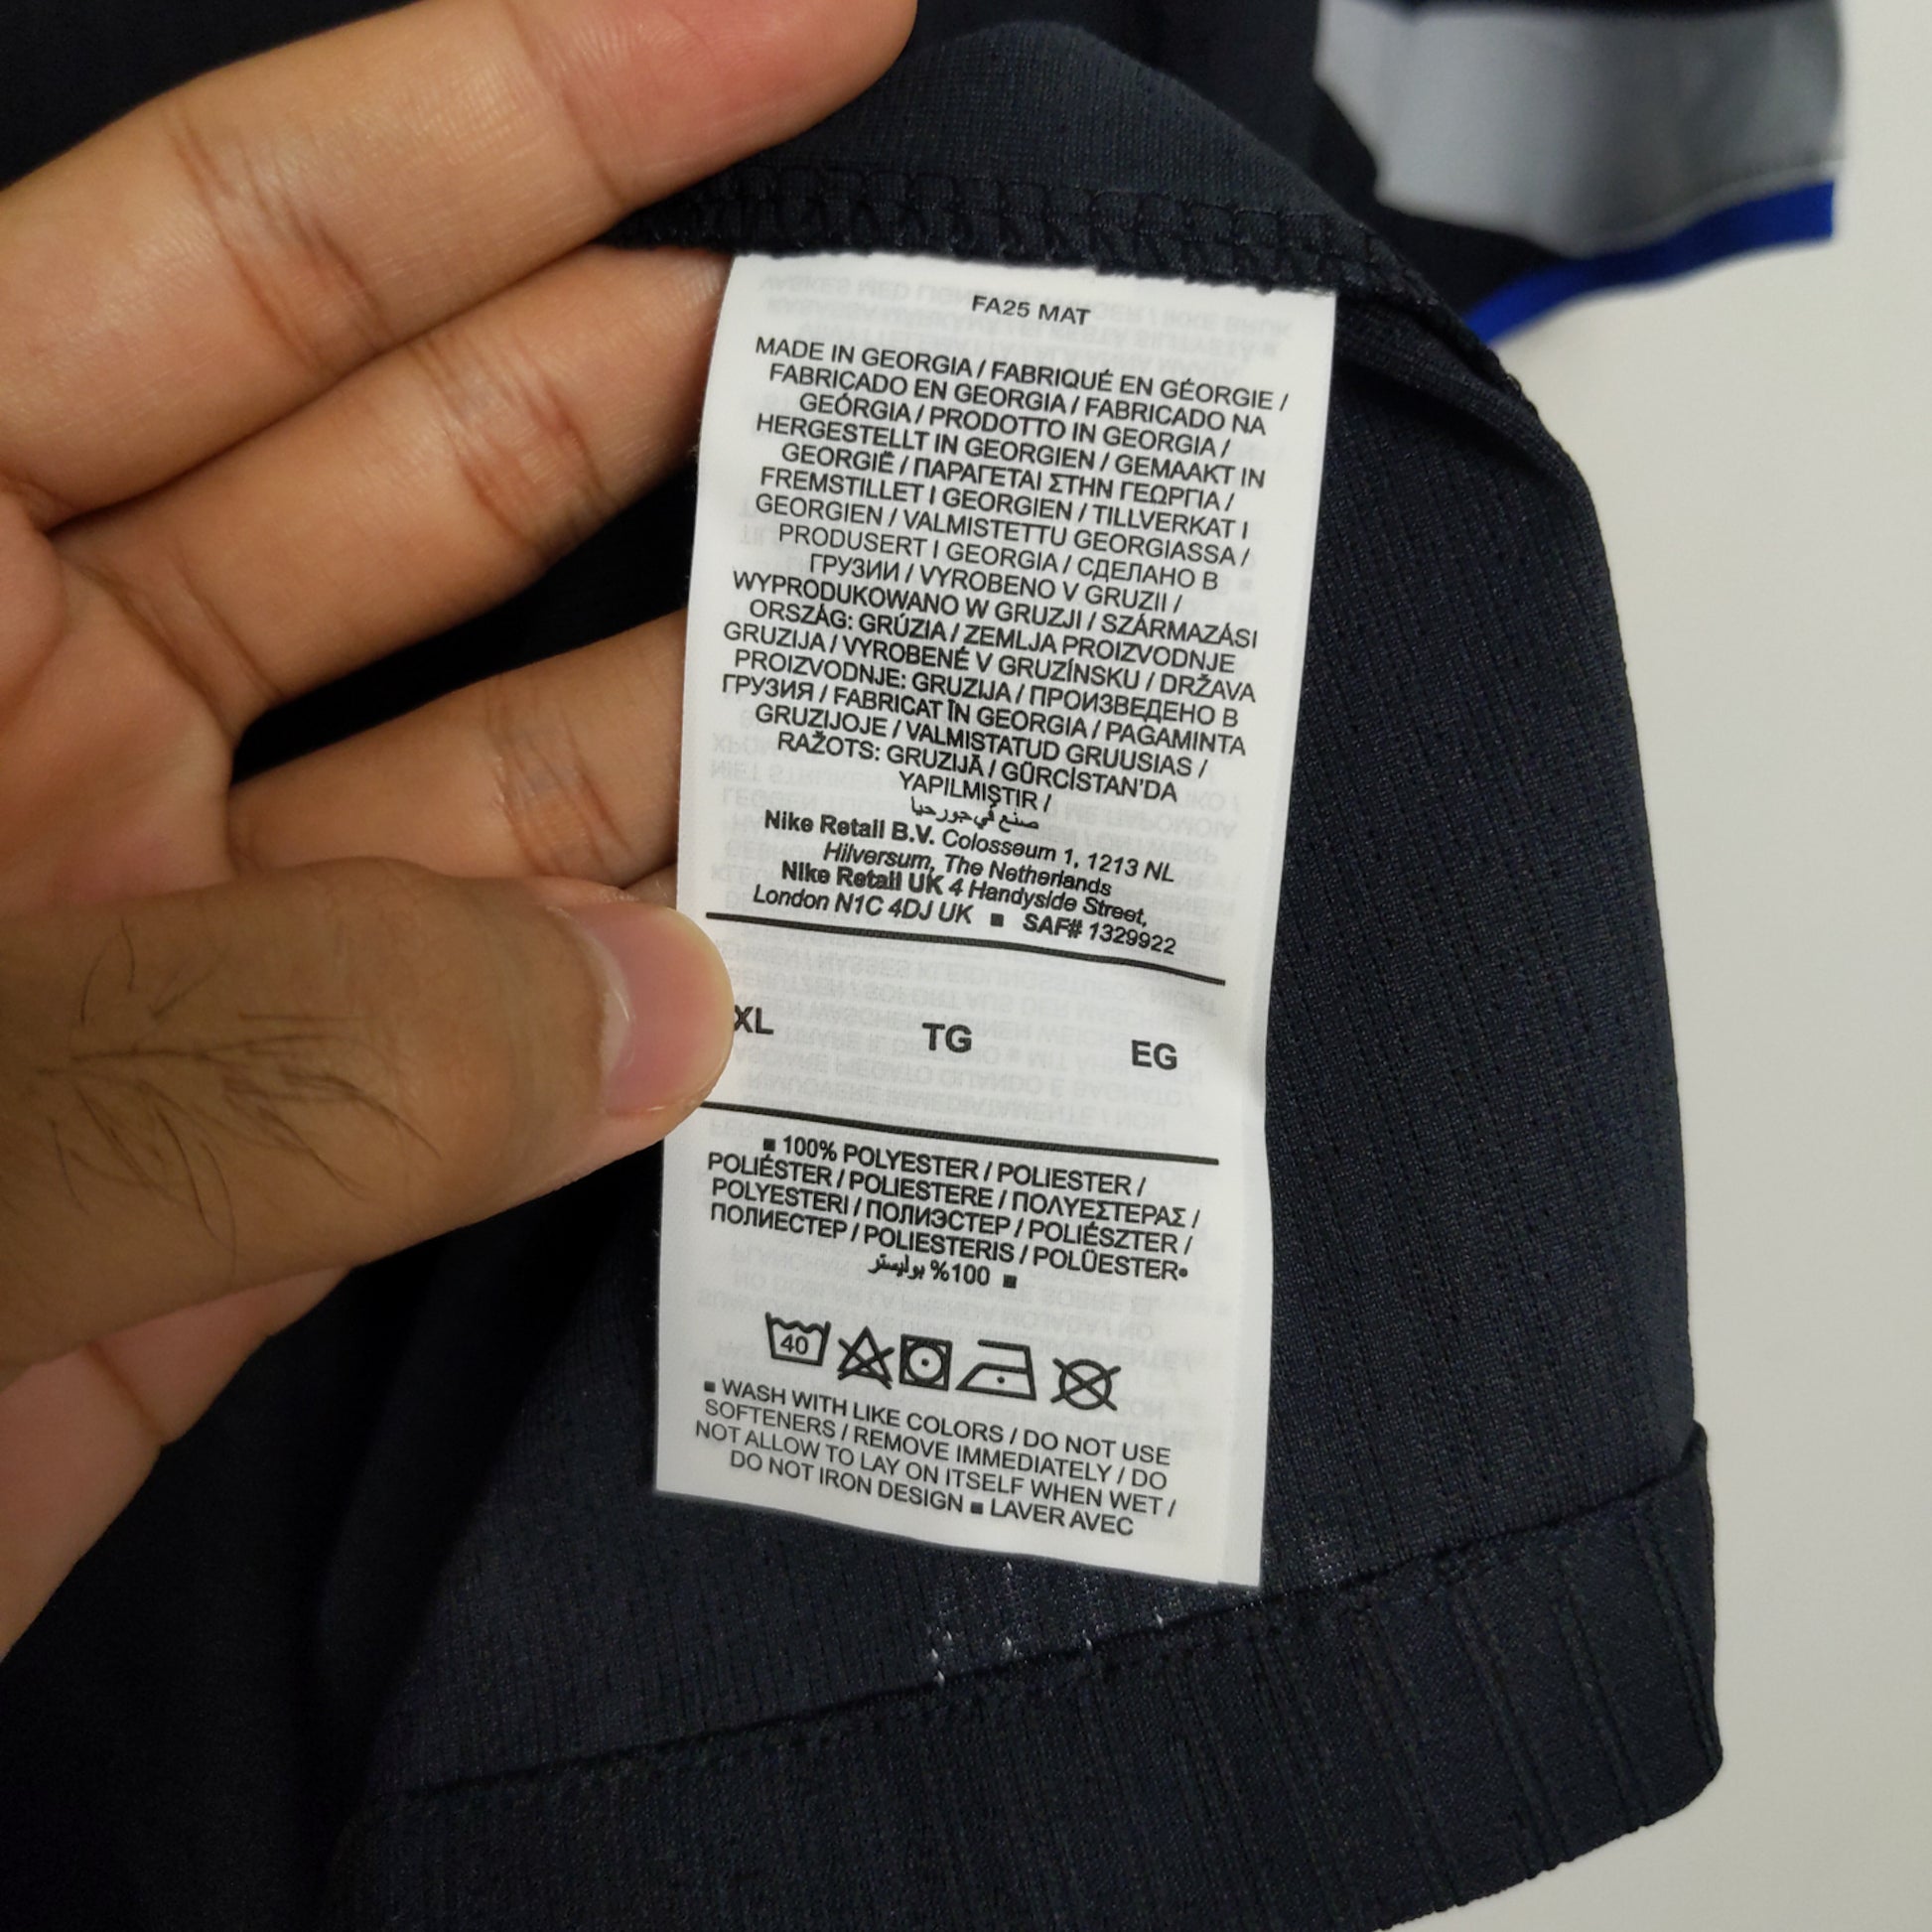 FA25 MAT
MADE IN GEORGIA / FABRIQUÉ EN GÉORGIE /
FABRICADO EN GEORGIA / FABRICADO NA
GEÓRGIA / PRODOTTO IN GEORGIA /
HERGESTELLT IN GEORGIEN / GEMAAKT IN
GEORGIË / ΠΑΡΑΓΕΤΑΙ ΣΤΗΝ ΓΕΩΡΓΙΑ /
FREMSTILLET I GEORGIEN / TILLVERKAT I
GEORGIEN / VALMISTETTU GEORGIASSA /
PRODUSERT I GEORGIA / СДЕЛАНО В
ГРУЗИИ / VYROBENO V GRUZII /
WYPRODUKOWANO W GRUZJI / SZÁRMAZÁSI
ORSZÁG: GRÚZIA / ZEMLJA PROIZVODNJE
GRUZIJA / VYROBENÉ V GRUZÍNSKU / DRŽAVA
PROIZVODNJE: GRUZIJA / ПРОИЗВЕДЕНО В
ГРУЗИЯ / FABRICAT ÎN GEORGIA / PAGAMINTA
GRUZIJOJE / VALMISTATUD GRUUSIAS /
RAŽOTS: GRUZIJĀ / GÜRCİSTAN'DA
YAPILMIŞTIR /
صنع في جورجيا
Nike Retail B.V. Colosseum 1, 1213 NL
Hilversum, The Netherlands
Nike Retail UK 4 Handyside Street,
London N1C 4DJ UK ■ SAF# 1329922
XL TG EG
■ 100% POLYESTER / POLIESTER /
POLIÉSTER / POLIESTERE / ΠΟΛΥΕΣΤΕΡΑΣ /
POLYESTERI / ПОЛИЭСТЕР / POLIÉSZTER /
ПОЛИЕСТЕР / POLIESTERIS / POLÜESTER•
100% بوليستر ■
40
■ WASH WITH LIKE COLORS / DO NOT USE
SOFTENERS / REMOVE IMMEDIATELY / DO
NOT ALLOW TO LAY ON ITSELF WHEN WET /
DO NOT IRON DESIGN ■ LAVER AVEC